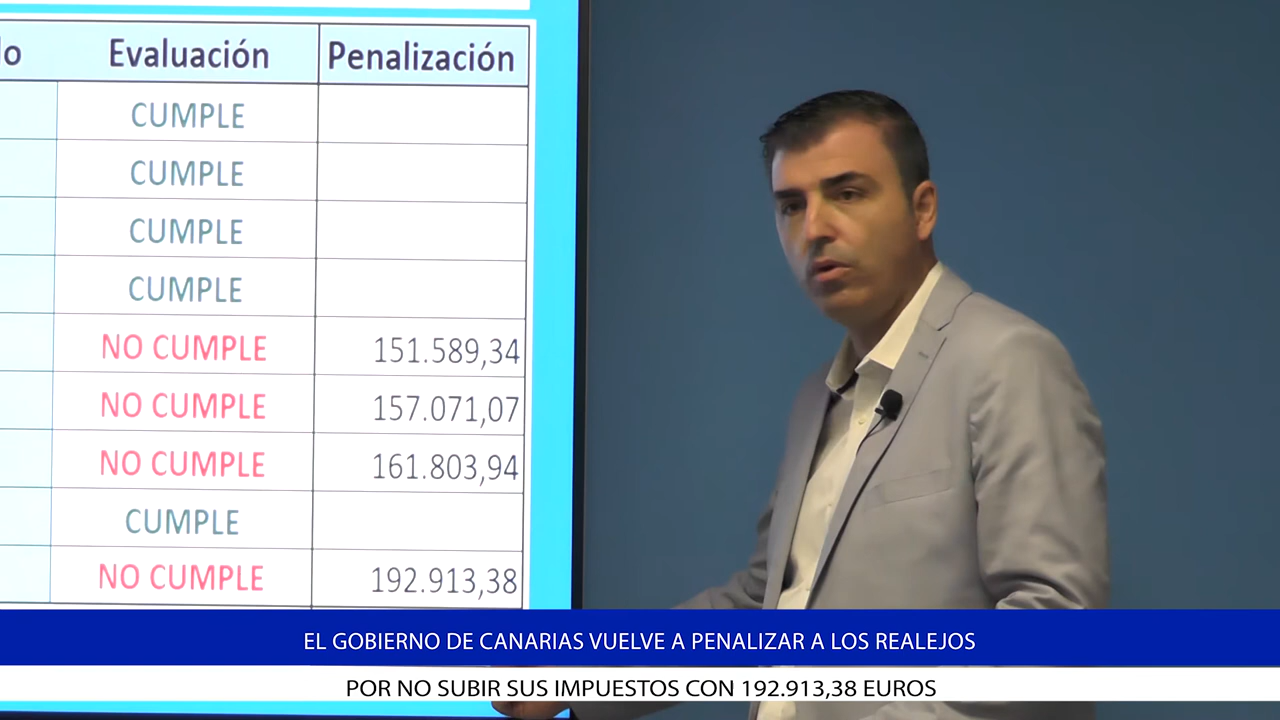 lo Evaluación Penalización
CUMPLE
CUMPLE
CUMPLE
CUMPLE
NO CUMPLE 151.589,34
NO CUMPLE 157.071,07
NO CUMPLE 161.803,94
CUMPLE
NO CUMPLE 192.913,38
EL GOBIERNO DE CANARIAS VUELVE A PENALIZAR A LOS REALEJOS
POR NO SUBIR SUS IMPUESTOS CON 192.913,38 EUROS